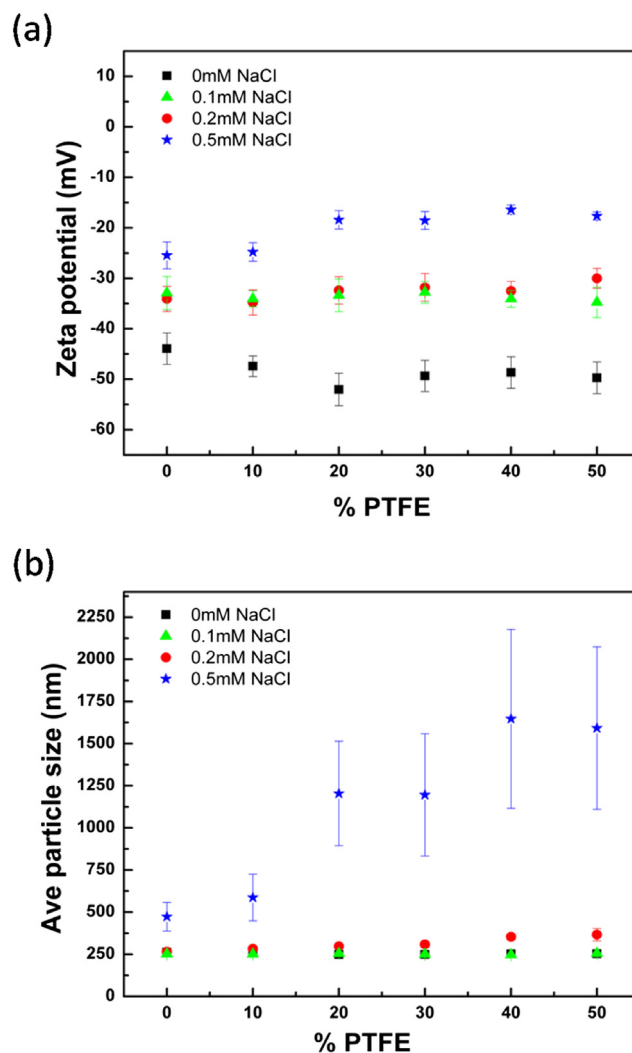 (a)
10
0
-10
-20
-30
-40
-50
-60
Zeta potential (mV)
0mM NaCl
0.1mM NaCl
0.2mM NaCl
0.5mM NaCl
0 10 20 30 40 50
% PTFE
(b)
2250
2000
1750
1500
1250
1000
750
500
250
0
Ave particle size (nm)
0mM NaCl
0.1mM NaCl
0.2mM NaCl
0.5mM NaCl
0 10 20 30 40 50
% PTFE